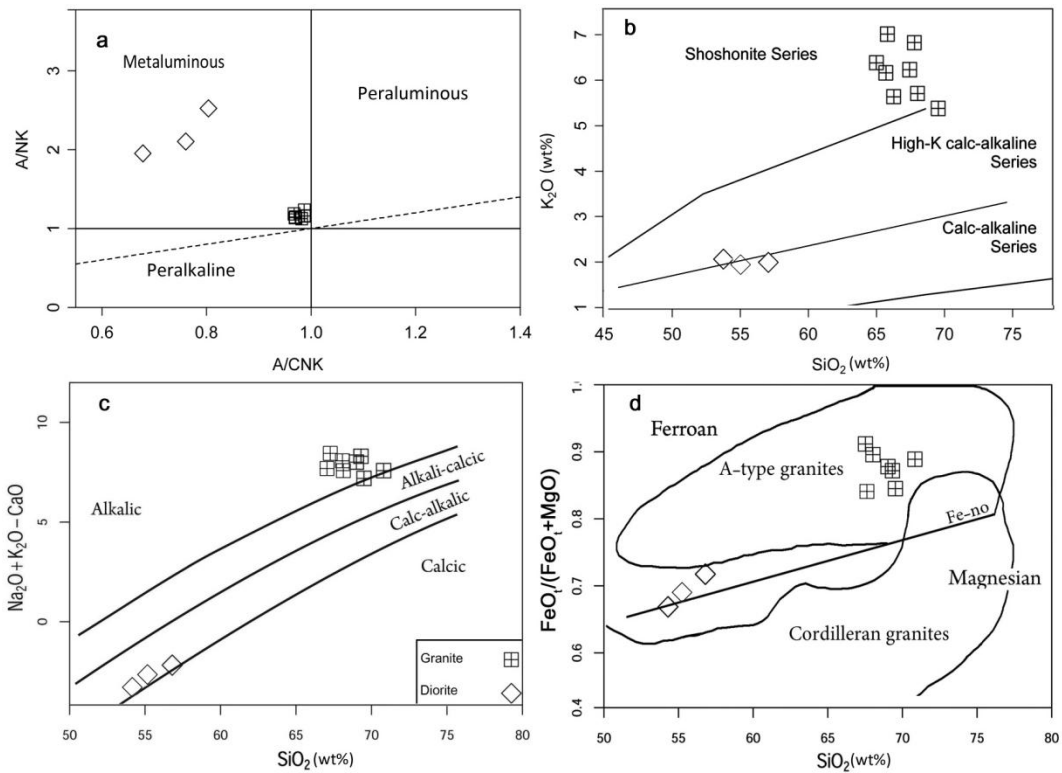 a
Metaluminous
Peraluminous
Peralkaline
A/NK
0
1
2
3
0.6
0.8
1.0
1.2
1.4
A/CNK
b
Shoshonite Series
High-K calc-alkaline
Series
Calc-alkaline
Series
K₂O (wt%)
1
2
3
4
5
6
7
45
50
55
60
65
70
75
SiO₂ (wt%)
c
Alkalic
Alkali-calcic
Calc-alkalic
Calcic
Na₂O + K₂O – CaO
0
5
10
Granite
Diorite
50
55
60
65
70
75
80
SiO₂ (wt%)
d
Ferroan
A-type granites
Fe-no
Magnesian
Cordilleran granites
FeOₜ/(FeOₜ+MgO)
0.4
0.6
0.7
0.8
0.9
1.0
50
55
60
65
70
75
80
SiO₂ (wt%)